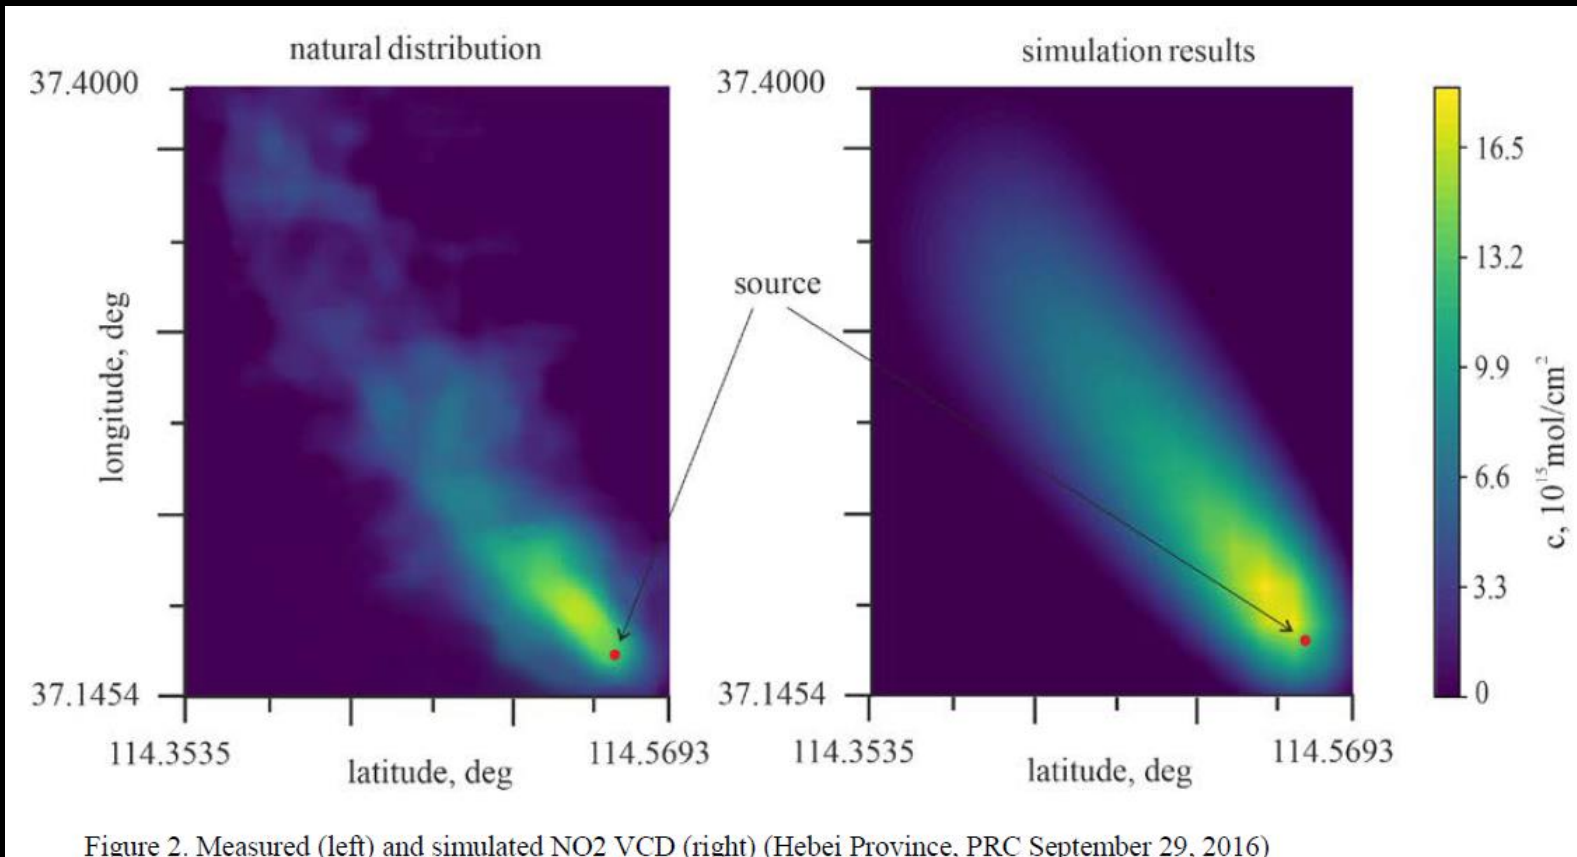 natural distribution
simulation results
37.4000
37.4000
16.5
13.2
source
longitude, deg
9.9
c, 10¹⁵mol/cm²
6.6
3.3
37.1454
37.1454
0
114.3535
114.5693
114.3535
114.5693
latitude, deg
latitude, deg
Figure 2. Measured (left) and simulated NO2 VCD (right) (Hebei Province, PRC September 29, 2016)